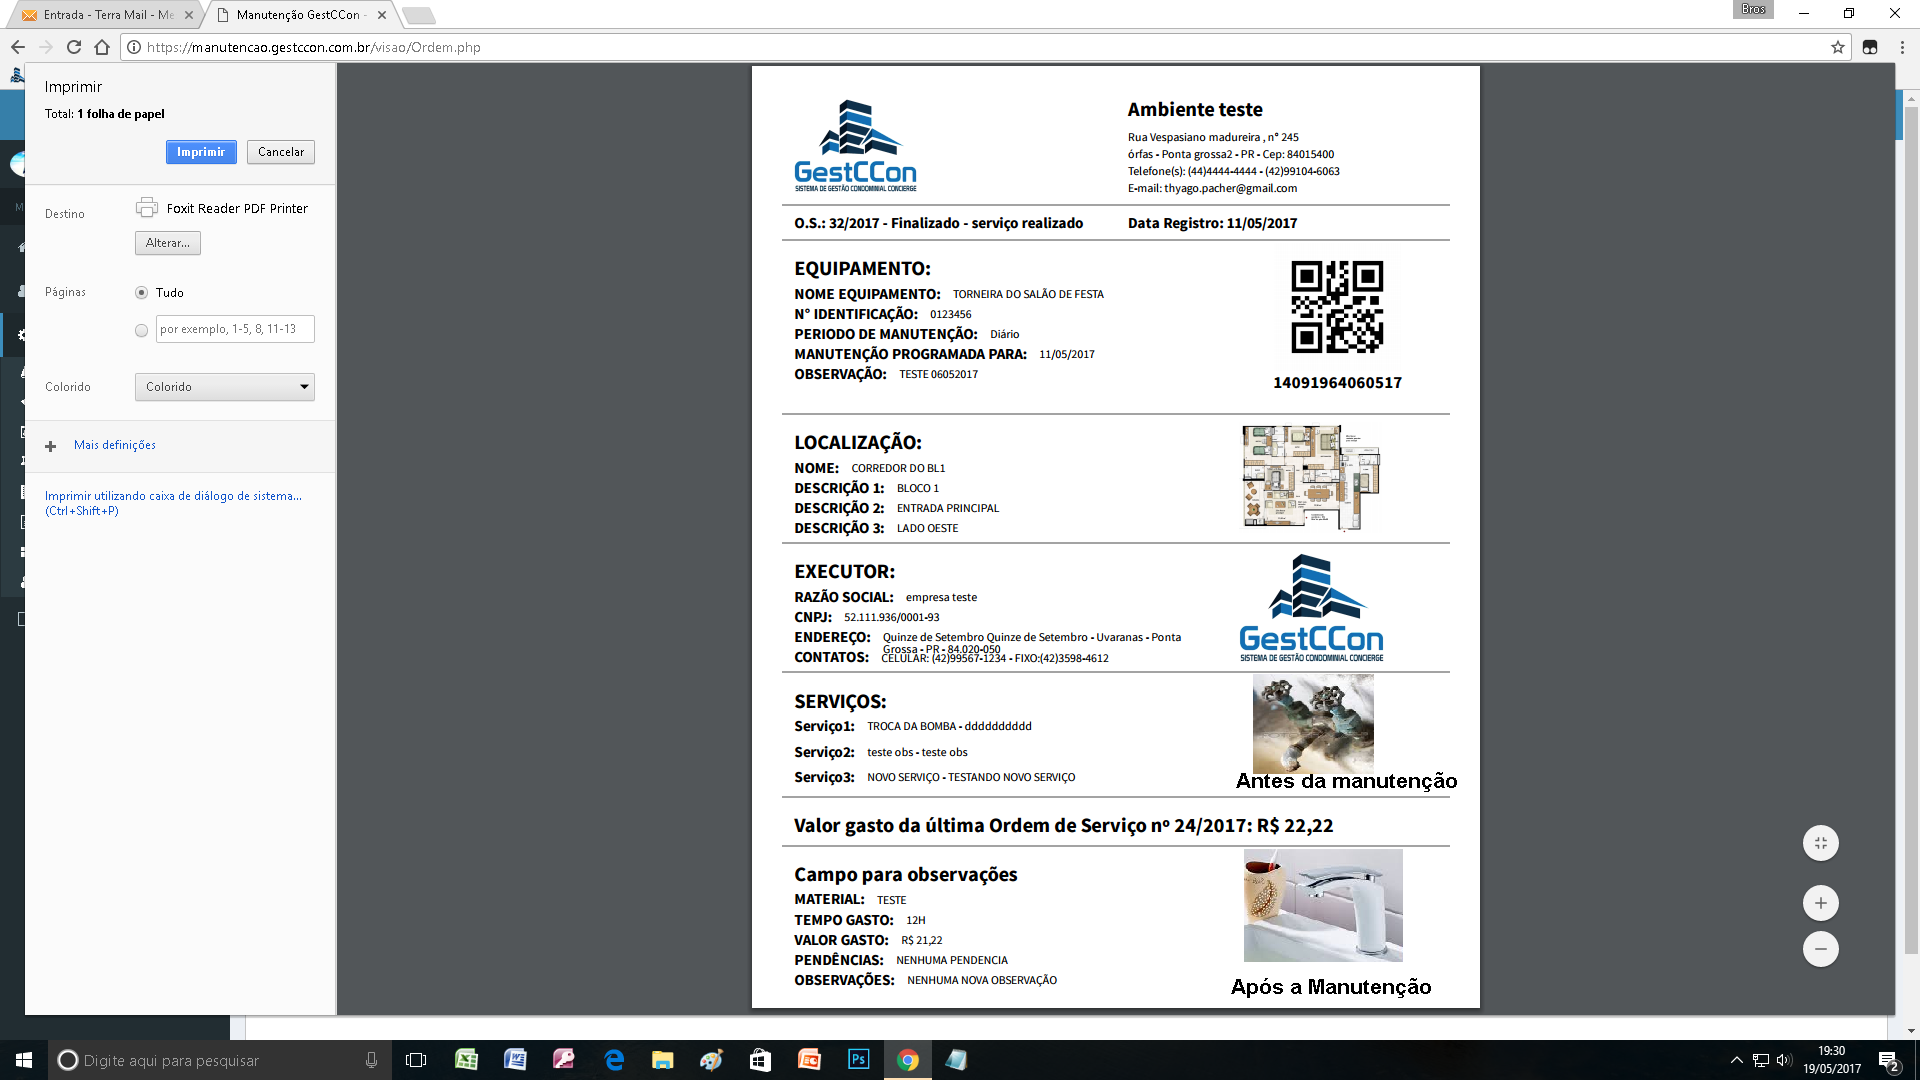 Entrada - Terra Mail - Me
Manutenção GestCCon -
Bros
https://manutencao.gestccon.com.br/visao/Ordem.php
Imprimir
Total: 1 folha de papel
Imprimir
Cancelar
Destino
Foxit Reader PDF Printer
Alterar...
Páginas
Tudo
por exemplo, 1-5, 8, 11-13
Colorido
Colorido
Mais definições
Imprimir utilizando caixa de diálogo de sistema...
(Ctrl+Shift+P)
GestCCon
SISTEMA DE GESTÃO CONDOMINIAL CONCIERGE
Ambiente teste
Rua Vespasiano madureira , n° 245
órfas - Ponta grossa2 - PR - Cep: 84015400
Telefone(s): (44)4444-4444 - (42)99104-6063
E-mail: thyago.pacher@gmail.com
O.S.: 32/2017 - Finalizado - serviço realizado
Data Registro: 11/05/2017
EQUIPAMENTO:
NOME EQUIPAMENTO: TORNEIRA DO SALÃO DE FESTA
N° IDENTIFICAÇÃO: 0123456
PERIODO DE MANUTENÇÃO: Diário
MANUTENÇÃO PROGRAMADA PARA: 11/05/2017
OBSERVAÇÃO: TESTE 06052017
14091964060517
LOCALIZAÇÃO:
NOME: CORREDOR DO BL1
DESCRIÇÃO 1: BLOCO 1
DESCRIÇÃO 2: ENTRADA PRINCIPAL
DESCRIÇÃO 3: LADO OESTE
EXECUTOR:
RAZÃO SOCIAL: empresa teste
CNPJ: 52.111.936/0001-93
ENDEREÇO: Quinze de Setembro Quinze de Setembro - Uvaranas - Ponta
Grossa - PR - 84.020-050
CONTATOS: CELULAR: (42)99567-1234 - FIXO:(42)3598-4612
GestCCon
SISTEMA DE GESTÃO CONDOMINIAL CONCIERGE
SERVIÇOS:
Serviço1: TROCA DA BOMBA - dddddddddd
Serviço2: teste obs - teste obs
Serviço3: NOVO SERVIÇO - TESTANDO NOVO SERVIÇO
Antes da manutenção
Valor gasto da última Ordem de Serviço nº 24/2017: R$ 22,22
Campo para observações
MATERIAL: TESTE
TEMPO GASTO: 12H
VALOR GASTO: R$ 21,22
PENDÊNCIAS: NENHUMA PENDENCIA
OBSERVAÇÕES: NENHUMA NOVA OBSERVAÇÃO
Após a Manutenção
Digite aqui para pesquisar
19:30
19/05/2017
2